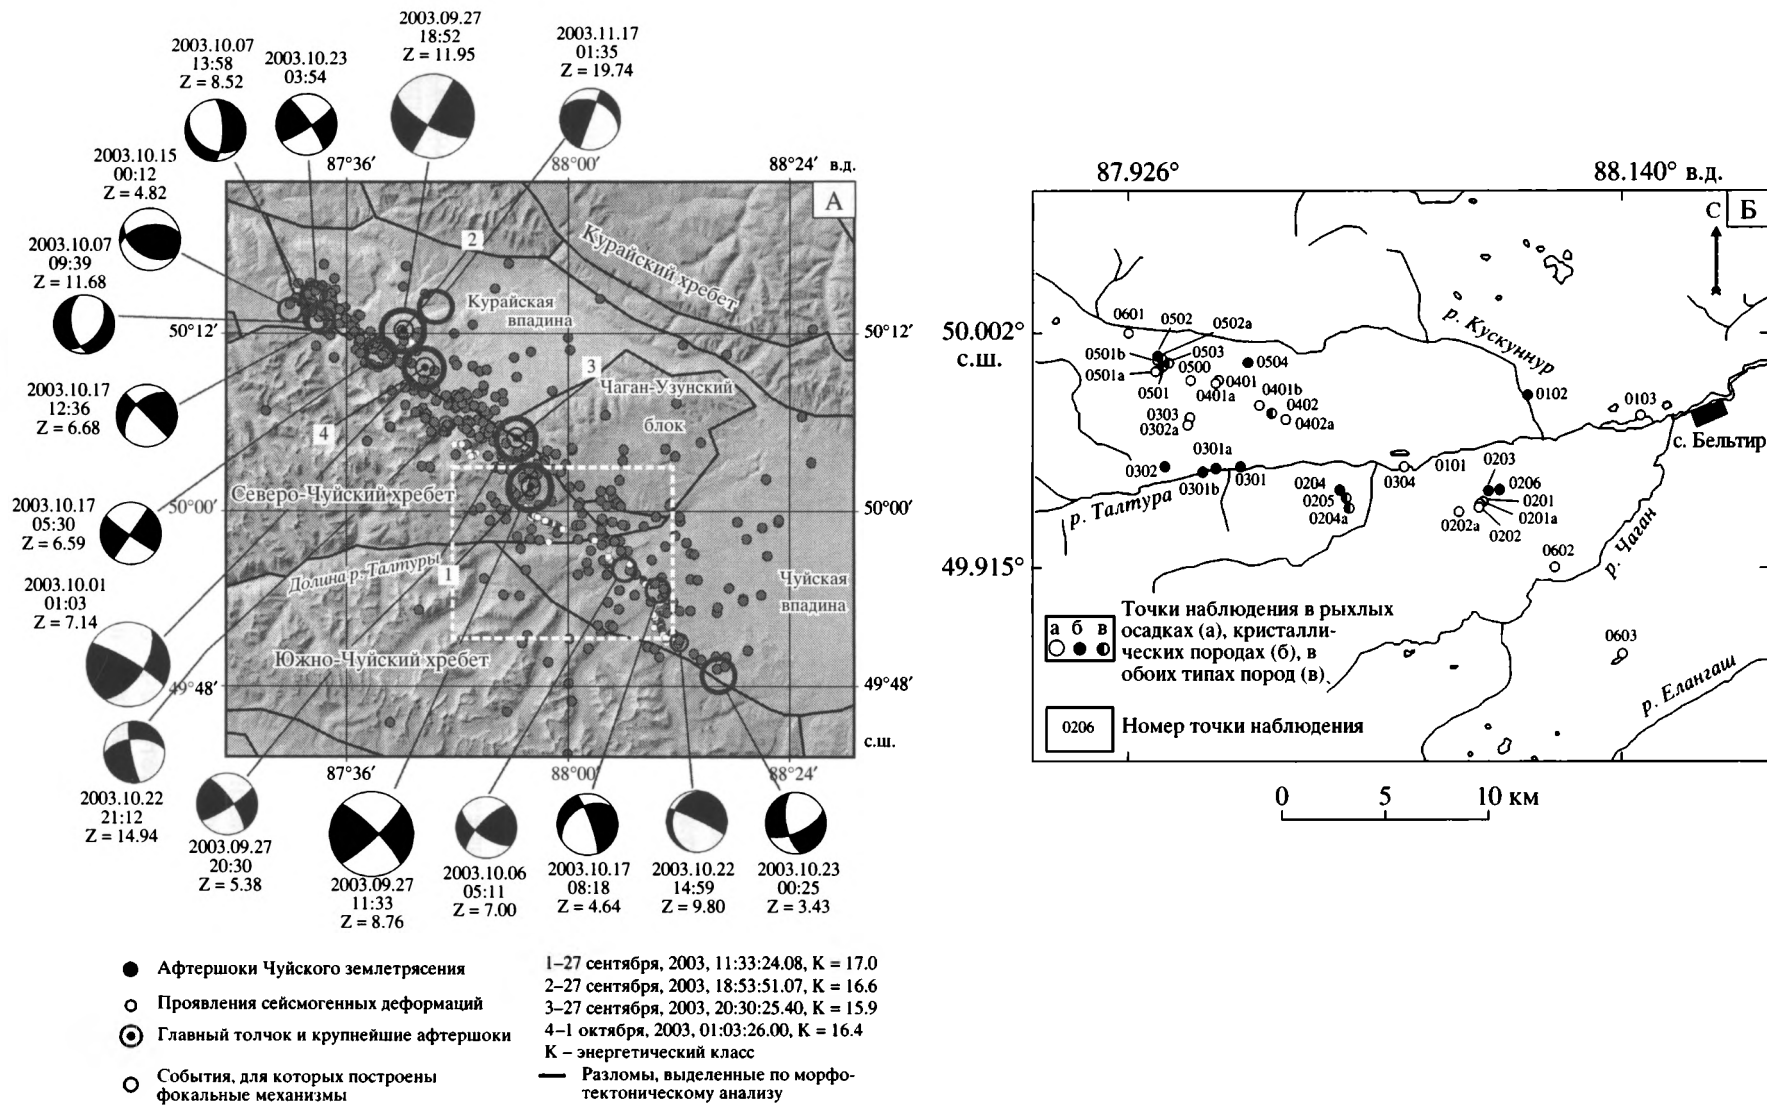 2003.09.27
18:52
Z = 11.95
2003.11.17
01:35
Z = 19.74
2003.10.07
13:58
Z = 8.52
2003.10.23
03:54
2003.10.15
00:12
Z = 4.82
2003.10.07
09:39
Z = 11.68
2003.10.17
12:36
Z = 6.68
2003.10.17
05:30
Z = 6.59
2003.10.01
01:03
Z = 7.14
2003.10.22
21:12
Z = 14.94
2003.09.27
20:30
Z = 5.38
2003.09.27
11:33
Z = 8.76
2003.10.06
05:11
Z = 7.00
2003.10.17
08:18
Z = 4.64
2003.10.22
14:59
Z = 9.80
2003.10.23
00:25
Z = 3.43
87°36′ 88°00′ 88°24′ в.д.
А
2
Курайский хребет
Курайская
впадина
50°12′ 50°12′
3
Чаган-Узунский
блок
4
Северо-Чуйский хребет
50°00′ 50°00′
Долина р. Талтуры
1
Чуйская
впадина
Южно-Чуйский хребет
49°48′ 49°48′
с.ш.
87°36′ 88°00′ 88°24′
Афтершоки Чуйского землетрясения
Проявления сейсмогенных деформаций
Главный толчок и крупнейшие афтершоки
События, для которых построены
фокальные механизмы
1–27 сентября, 2003, 11:33:24.08, K = 17.0
2–27 сентября, 2003, 18:53:51.07, K = 16.6
3–27 сентября, 2003, 20:30:25.40, K = 15.9
4–1 октября, 2003, 01:03:26.00, K = 16.4
K – энергетический класс
Разломы, выделенные по морфо-
тектоническому анализу
87.926° 88.140° в.д.
С Б
50.002°
с.ш.
49.915°
р. Кускуннур
0601 0502 0502a
0501b 0503
0500 0504
0501a
0501 0401a 0401 0401b
0402
0402a
0303
0302a
0102
0103
с. Бельтир
0302 0301a
0301b 0301
0304
0101
р. Талтура
0204
0205
0204a
0203
0206
0201
0201a
0202a
0202
0602
р. Чаган
0603
р. Елангаш
а б в
Точки наблюдения в рыхлых
осадках (а), кристалли-
ческих породах (б), в
обоих типах пород (в)
0206
Номер точки наблюдения
0 5 10 км